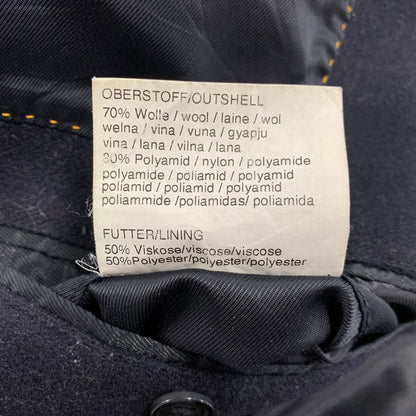 OBERSTOFF/OUTSHELL
70% Wolle / wool / laine / wol
welna / vina / vuna / gyapju
vina / lana / vilna / lana
30% Polyamid / nylon / polyamide
polyamide / poliamid / polyamid
poliamid / poliamid / polyamid
poliammide /poliamidas/ poliamida
FUTTER/LINING
50% Viskose/viscose/viscose
50%Polyester/polyester/polyester